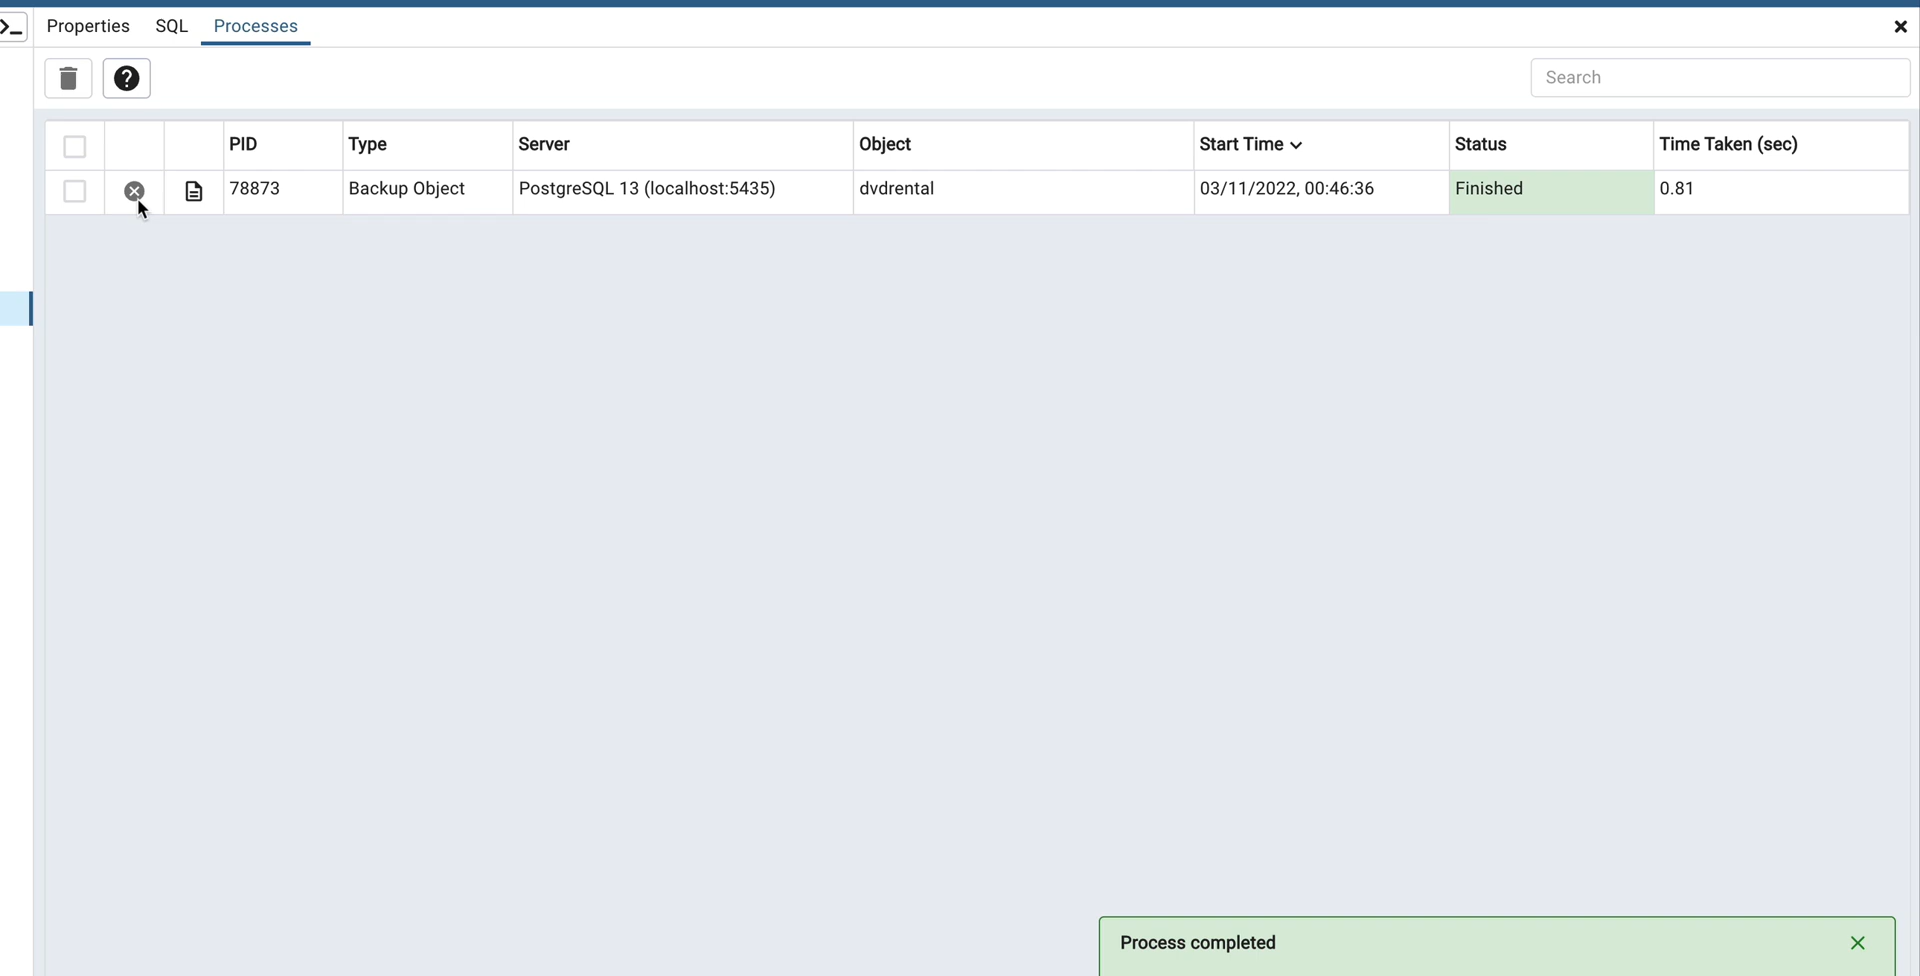 Properties SQL Processes
Search
PID Type Server Object Start Time Status Time Taken (sec)
78873 Backup Object PostgreSQL 13 (localhost:5435) dvdrental 03/11/2022, 00:46:36 Finished 0.81
Process completed